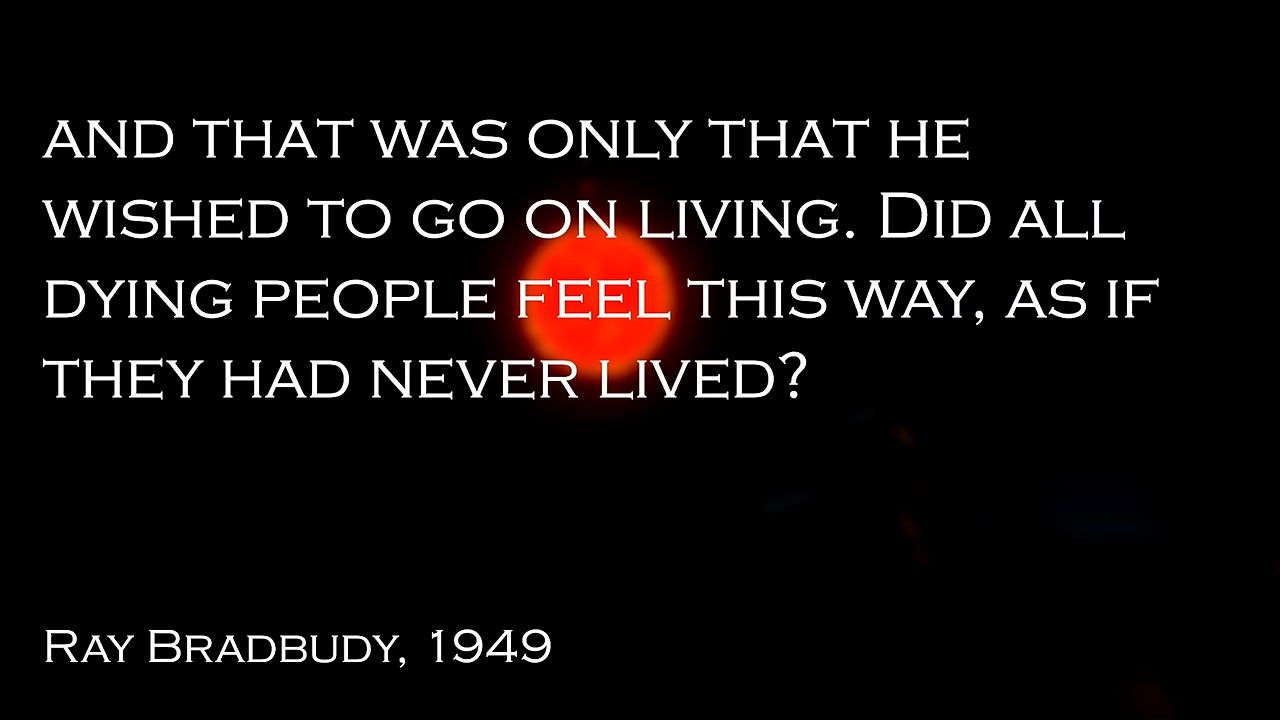 AND THAT WAS ONLY THAT HE
WISHED TO GO ON LIVING. DID ALL
DYING PEOPLE FEEL THIS WAY, AS IF
THEY HAD NEVER LIVED?
RAY BRADBUDY, 1949